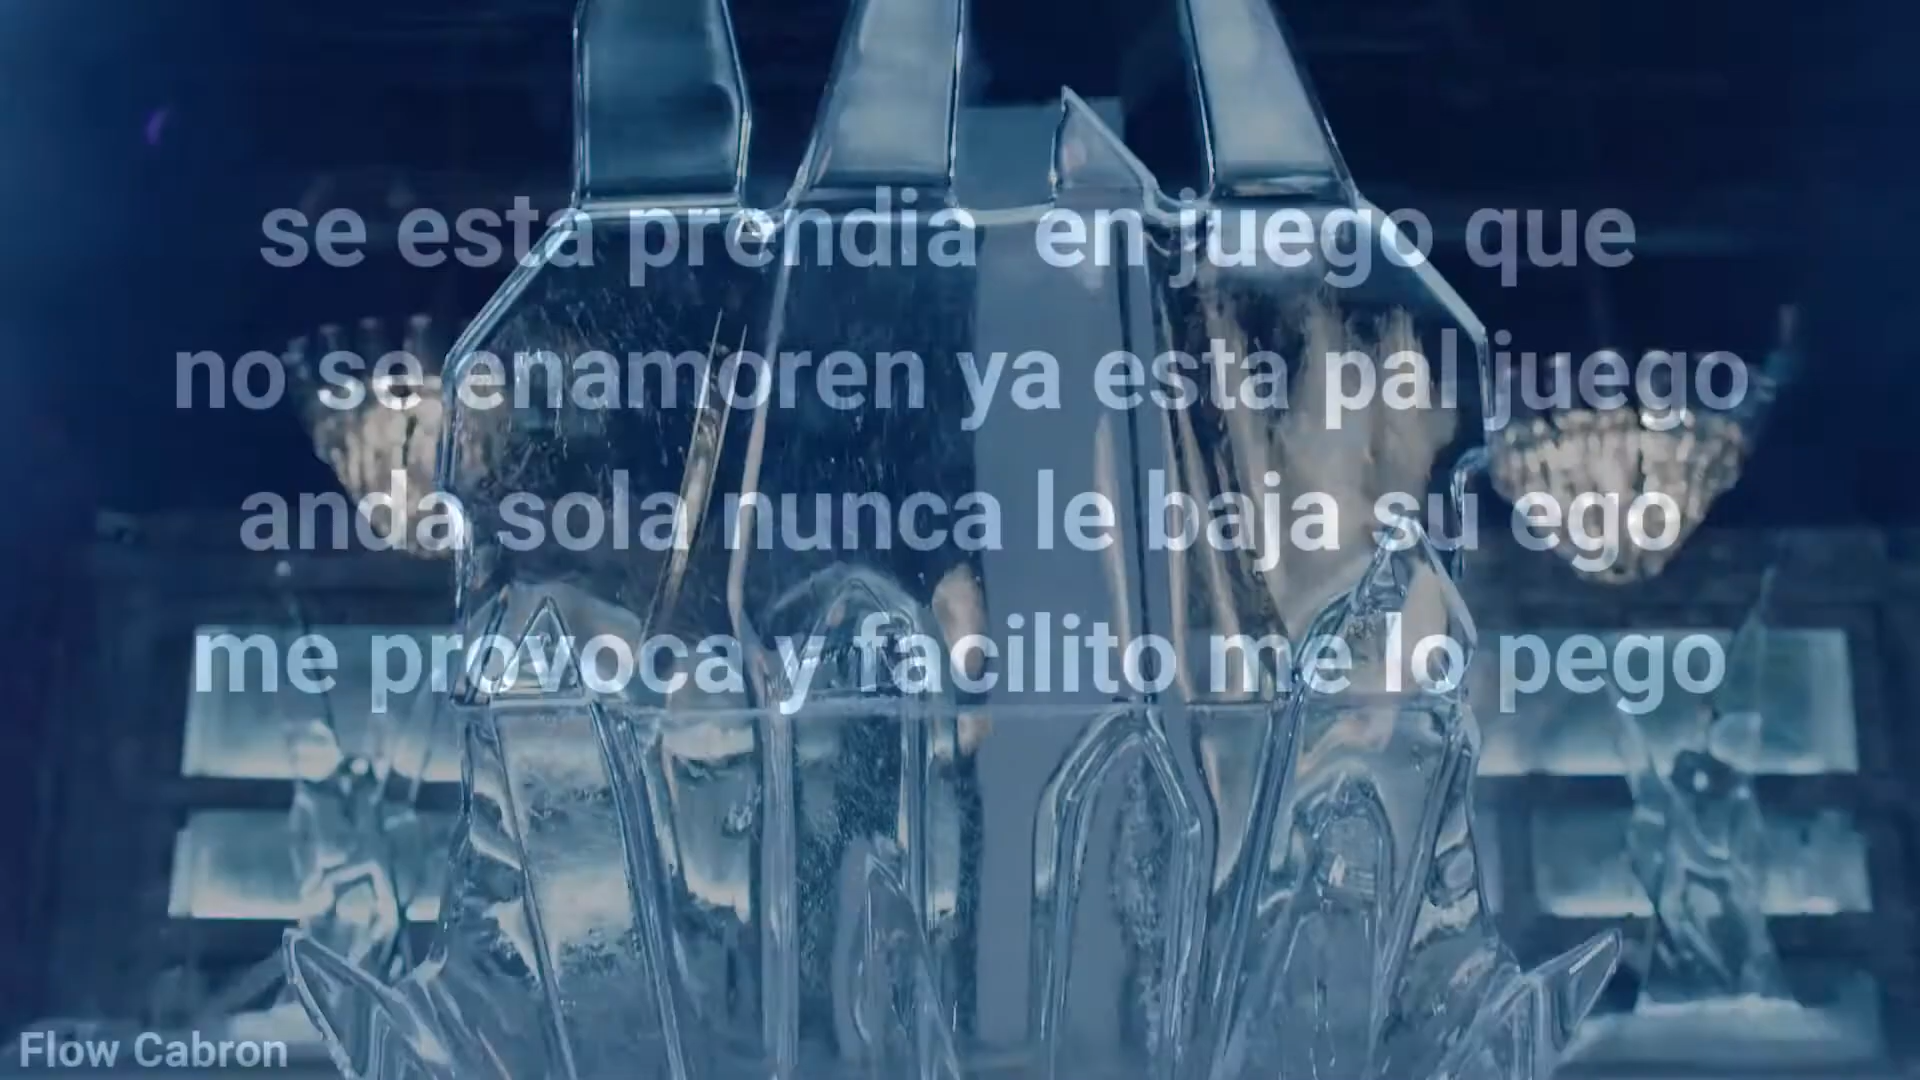 se esta prendia  en juego que
no se enamoren ya esta pal juego
anda sola nunca le baja su ego
me provoca y facilito me lo pego
Flow Cabron